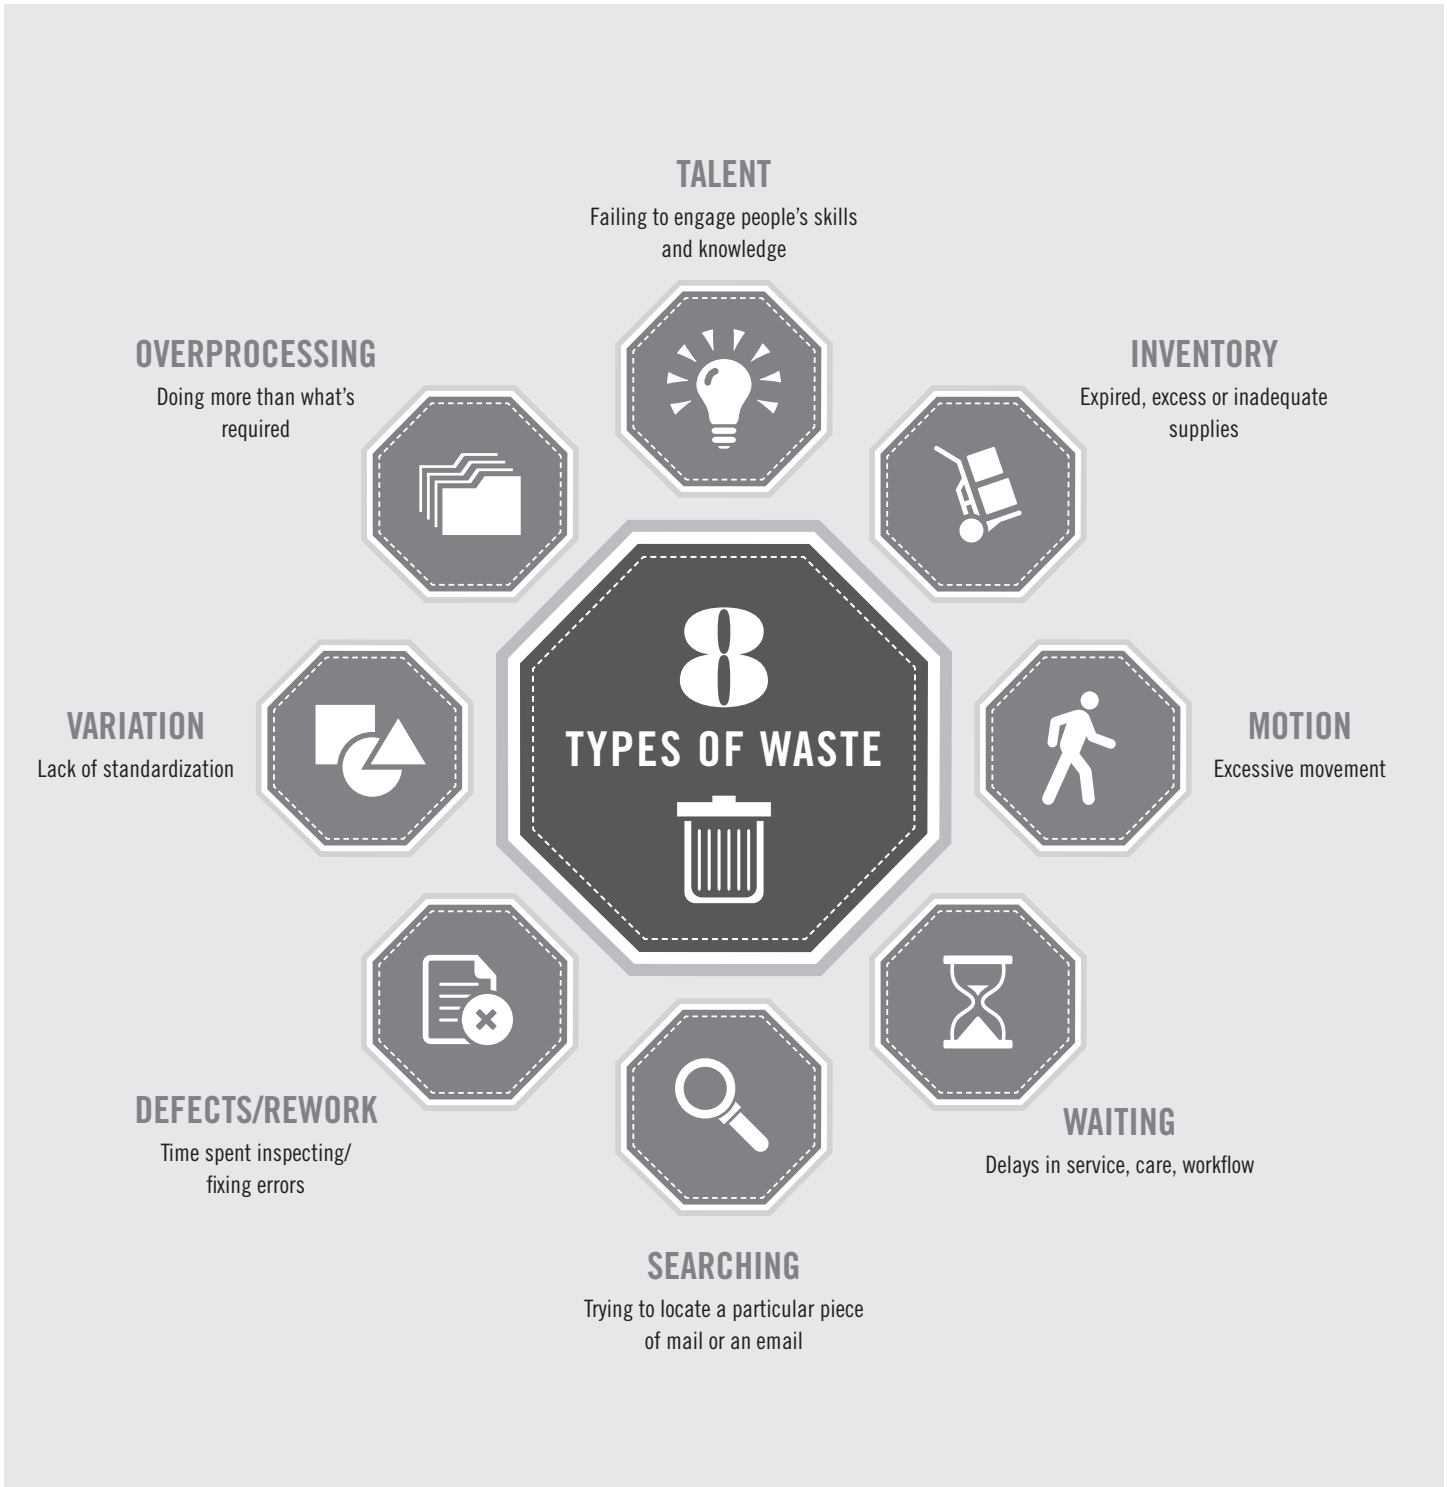 TALENT
Failing to engage people’s skills
and knowledge
INVENTORY
Expired, excess or inadequate
supplies
MOTION
Excessive movement
WAITING
Delays in service, care, workflow
SEARCHING
Trying to locate a particular piece
of mail or an email
DEFECTS/REWORK
Time spent inspecting/
fixing errors
VARIATION
Lack of standardization
OVERPROCESSING
Doing more than what’s
required
8
TYPES OF WASTE